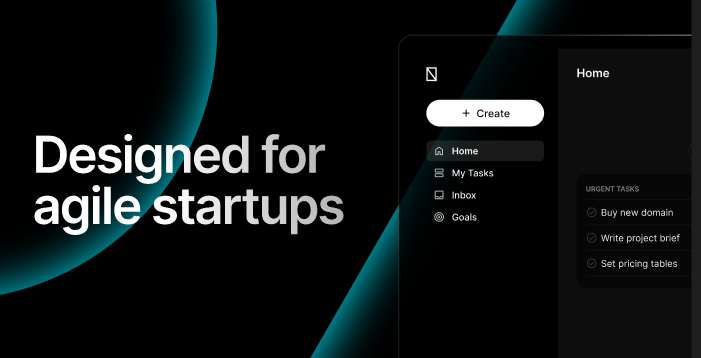 Designed for
agile startups
+ Create
Home
My Tasks
Inbox
Goals
Home
URGENT TASKS
Buy new domain
Write project brief
Set pricing tables